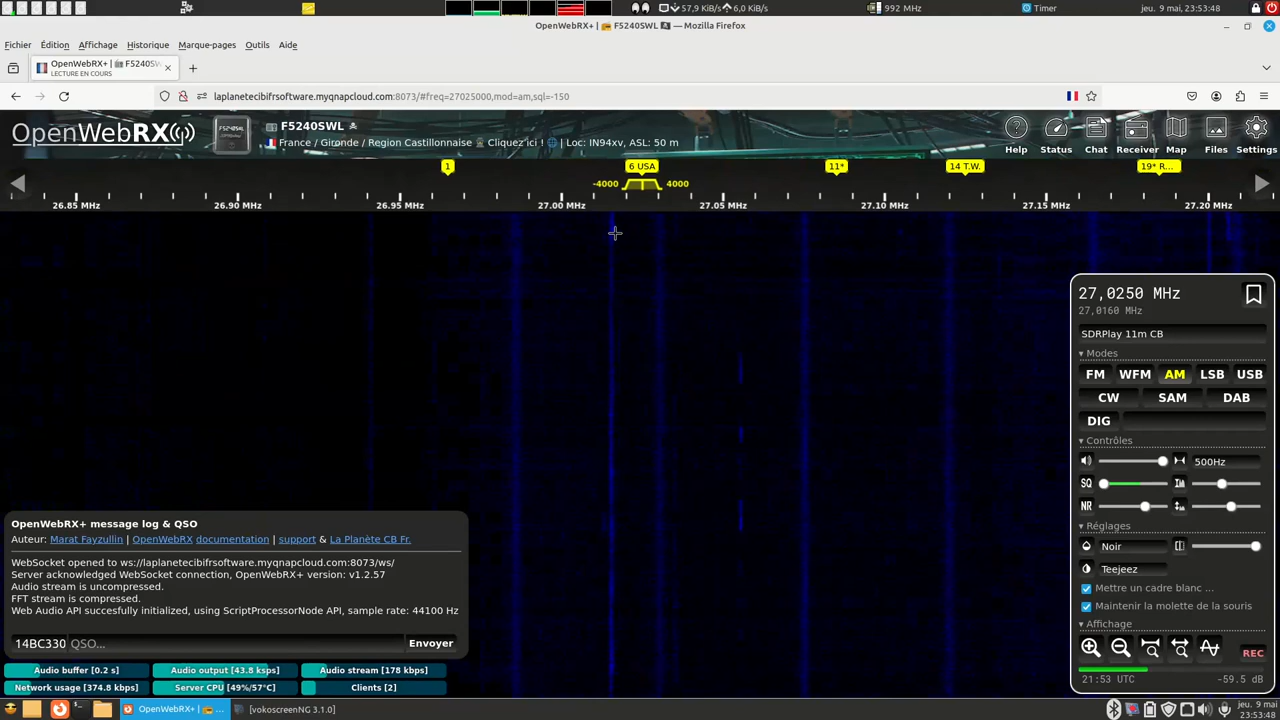 57,9 KiB/s 6,0 KiB/s 992 MHz Timer jeu. 9 mai, 23:53:48
OpenWebRX+ | 📻 F5240SWL — Mozilla Firefox
Fichier Édition Affichage Historique Marque-pages Outils Aide
OpenWebRX+ | 📻 F5240SW
LECTURE EN COURS
laplanetecibifrsoftware.myqnapcloud.com:8073/#freq=27025000,mod=am,sql=-150
OpenWebRX
F5240SWL
France / Gironde / Region Castillonnaise Cliquez ici ! | Loc: IN94xv, ASL: 50 m
Help Status Chat Receiver Map Files Settings
1 6 USA 11* 14 T.W. 19* R...
-4000 4000
26.85 MHz 26.90 MHz 26.95 MHz 27.00 MHz 27.05 MHz 27.10 MHz 27.15 MHz 27.20 MHz
27,0250 MHz
27,0160 MHz
SDRPlay 11m CB
Modes
FM WFM AM LSB USB
CW SAM DAB
DIG
Contrôles
500Hz
SQ
NR
Réglages
Noir
Teejeez
Mettre un cadre blanc ...
Maintenir la molette de la souris
Affichage
REC
21:53 UTC -59.5 dB
OpenWebRX+ message log & QSO
Auteur: Marat Fayzullin | OpenWebRX documentation | support & La Planète CB Fr.
WebSocket opened to ws://laplanetecibifrsoftware.myqnapcloud.com:8073/ws/
Server acknowledged WebSocket connection, OpenWebRX+ version: v1.2.57
Audio stream is uncompressed.
FFT stream is compressed.
Web Audio API succesfully initialized, using ScriptProcessorNode API, sample rate: 44100 Hz
14BC330 QSO... Envoyer
Audio buffer [0.2 s] Audio output [43.8 ksps] Audio stream [178 kbps]
Network usage [374.8 kbps] Server CPU [49%/57°C] Clients [2]
OpenWebRX+ | 📻 ... [vokoscreenNG 3.1.0]
jeu. 9 mai
23:53:48